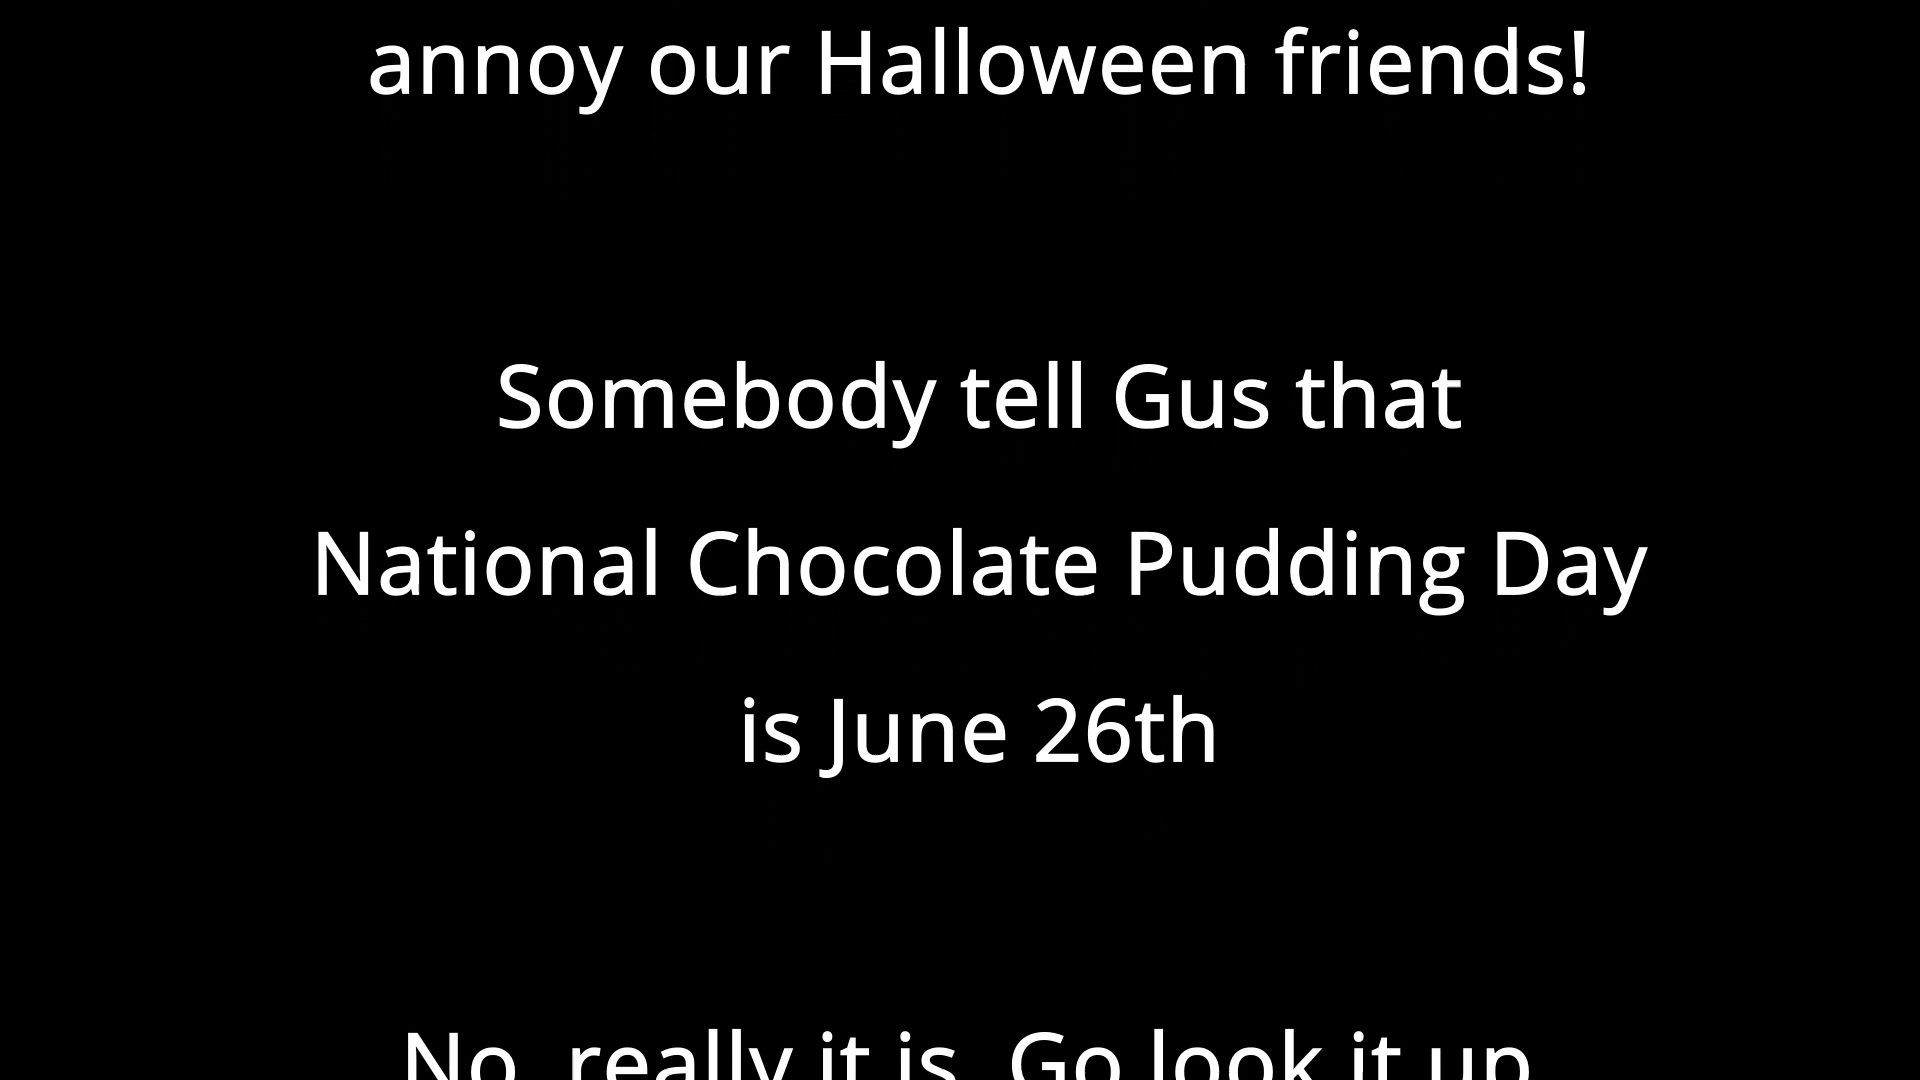 annoy our Halloween friends!
Somebody tell Gus that
National Chocolate Pudding Day
is June 26th
No, really it is. Go look it up